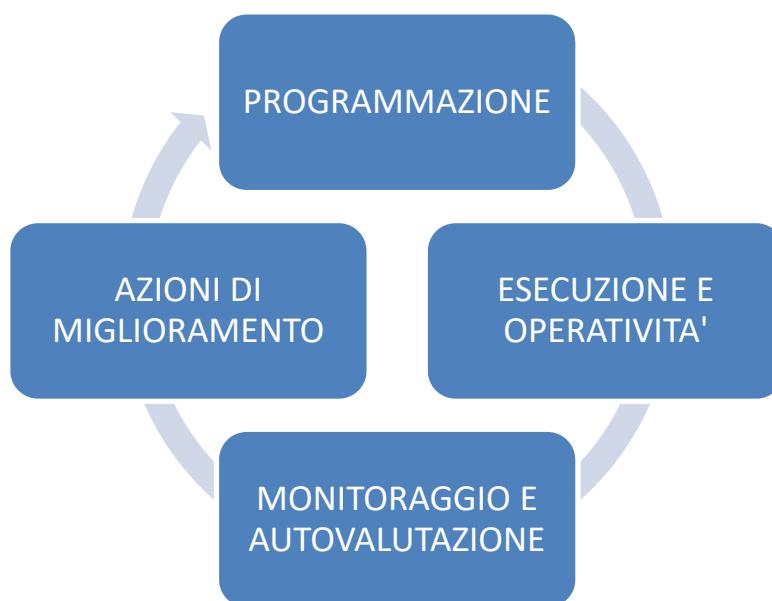 PROGRAMMAZIONE
ESECUZIONE E
OPERATIVITA'
MONITORAGGIO E
AUTOVALUTAZIONE
AZIONI DI
MIGLIORAMENTO